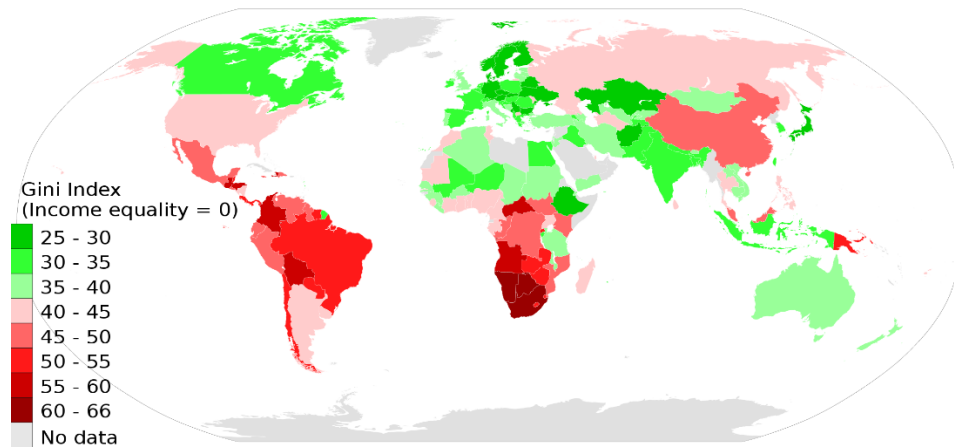 Gini Index
(Income equality = 0)
25 - 30
30 - 35
35 - 40
40 - 45
45 - 50
50 - 55
55 - 60
60 - 66
No data